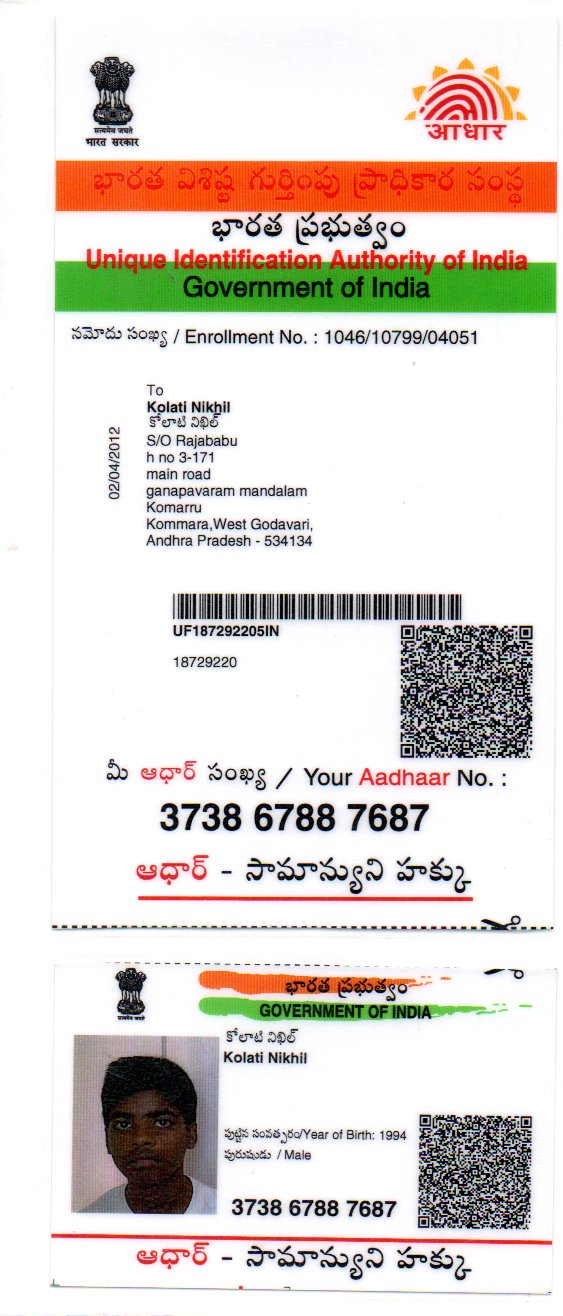 सत्यमेव जयते
भारत सरकार
आधार
భారత విశిష్ట గుర్తింపు ప్రాధికార సంస్థ
భారత ప్రభుత్వం
Unique Identification Authority of India
Government of India
నమోదు సంఖ్య / Enrollment No. : 1046/10799/04051
02/04/2012
To
Kolati Nikhil
కోలాటి నిఖిల్
S/O Rajababu
h no 3-171
main road
ganapavaram mandalam
Komarru
Kommara,West Godavari,
Andhra Pradesh - 534134
UF187292205IN
18729220
మీ ఆధార్ సంఖ్య / Your Aadhaar No. :
3738 6788 7687
ఆధార్ - సామాన్యుని హక్కు
सत्यमेव जयते
భారత ప్రభుత్వం
GOVERNMENT OF INDIA
కోలాటి నిఖిల్
Kolati Nikhil
పుట్టిన సంవత్సరం/Year of Birth: 1994
పురుషుడు / Male
3738 6788 7687
ఆధార్ - సామాన్యుని హక్కు